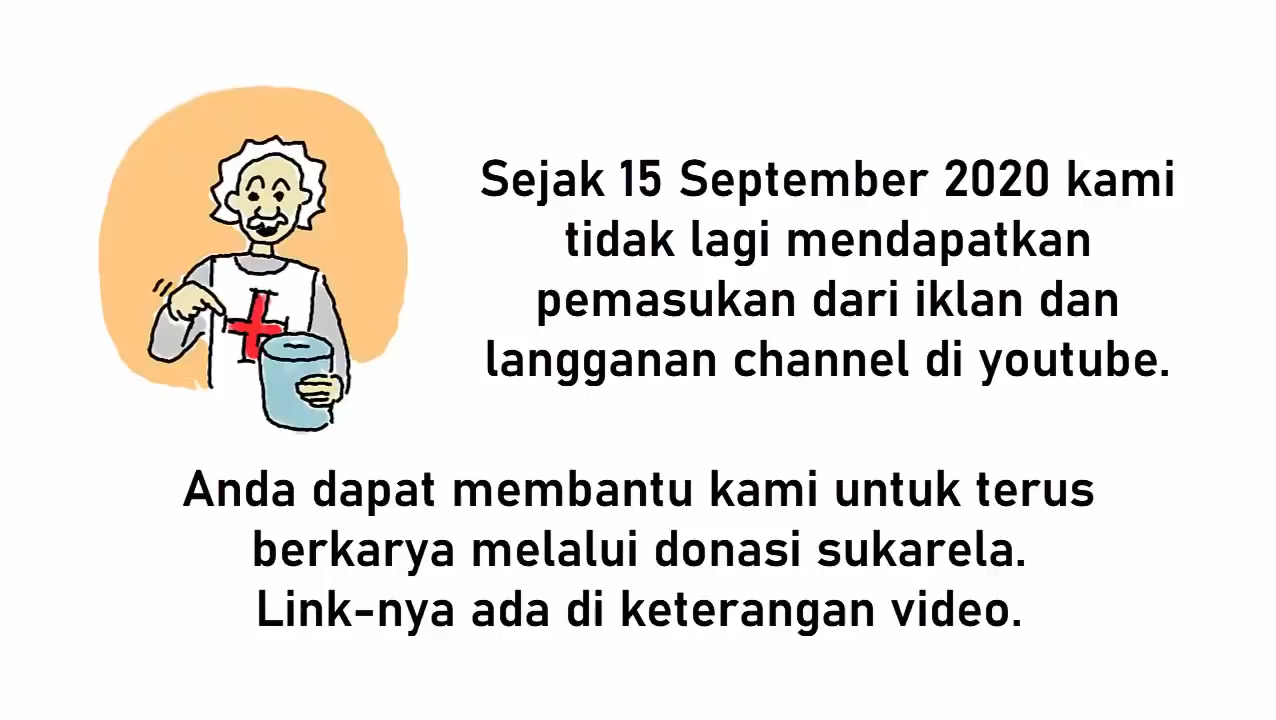 Sejak 15 September 2020 kami
tidak lagi mendapatkan
pemasukan dari iklan dan
langganan channel di youtube.
Anda dapat membantu kami untuk terus
berkarya melalui donasi sukarela.
Link-nya ada di keterangan video.